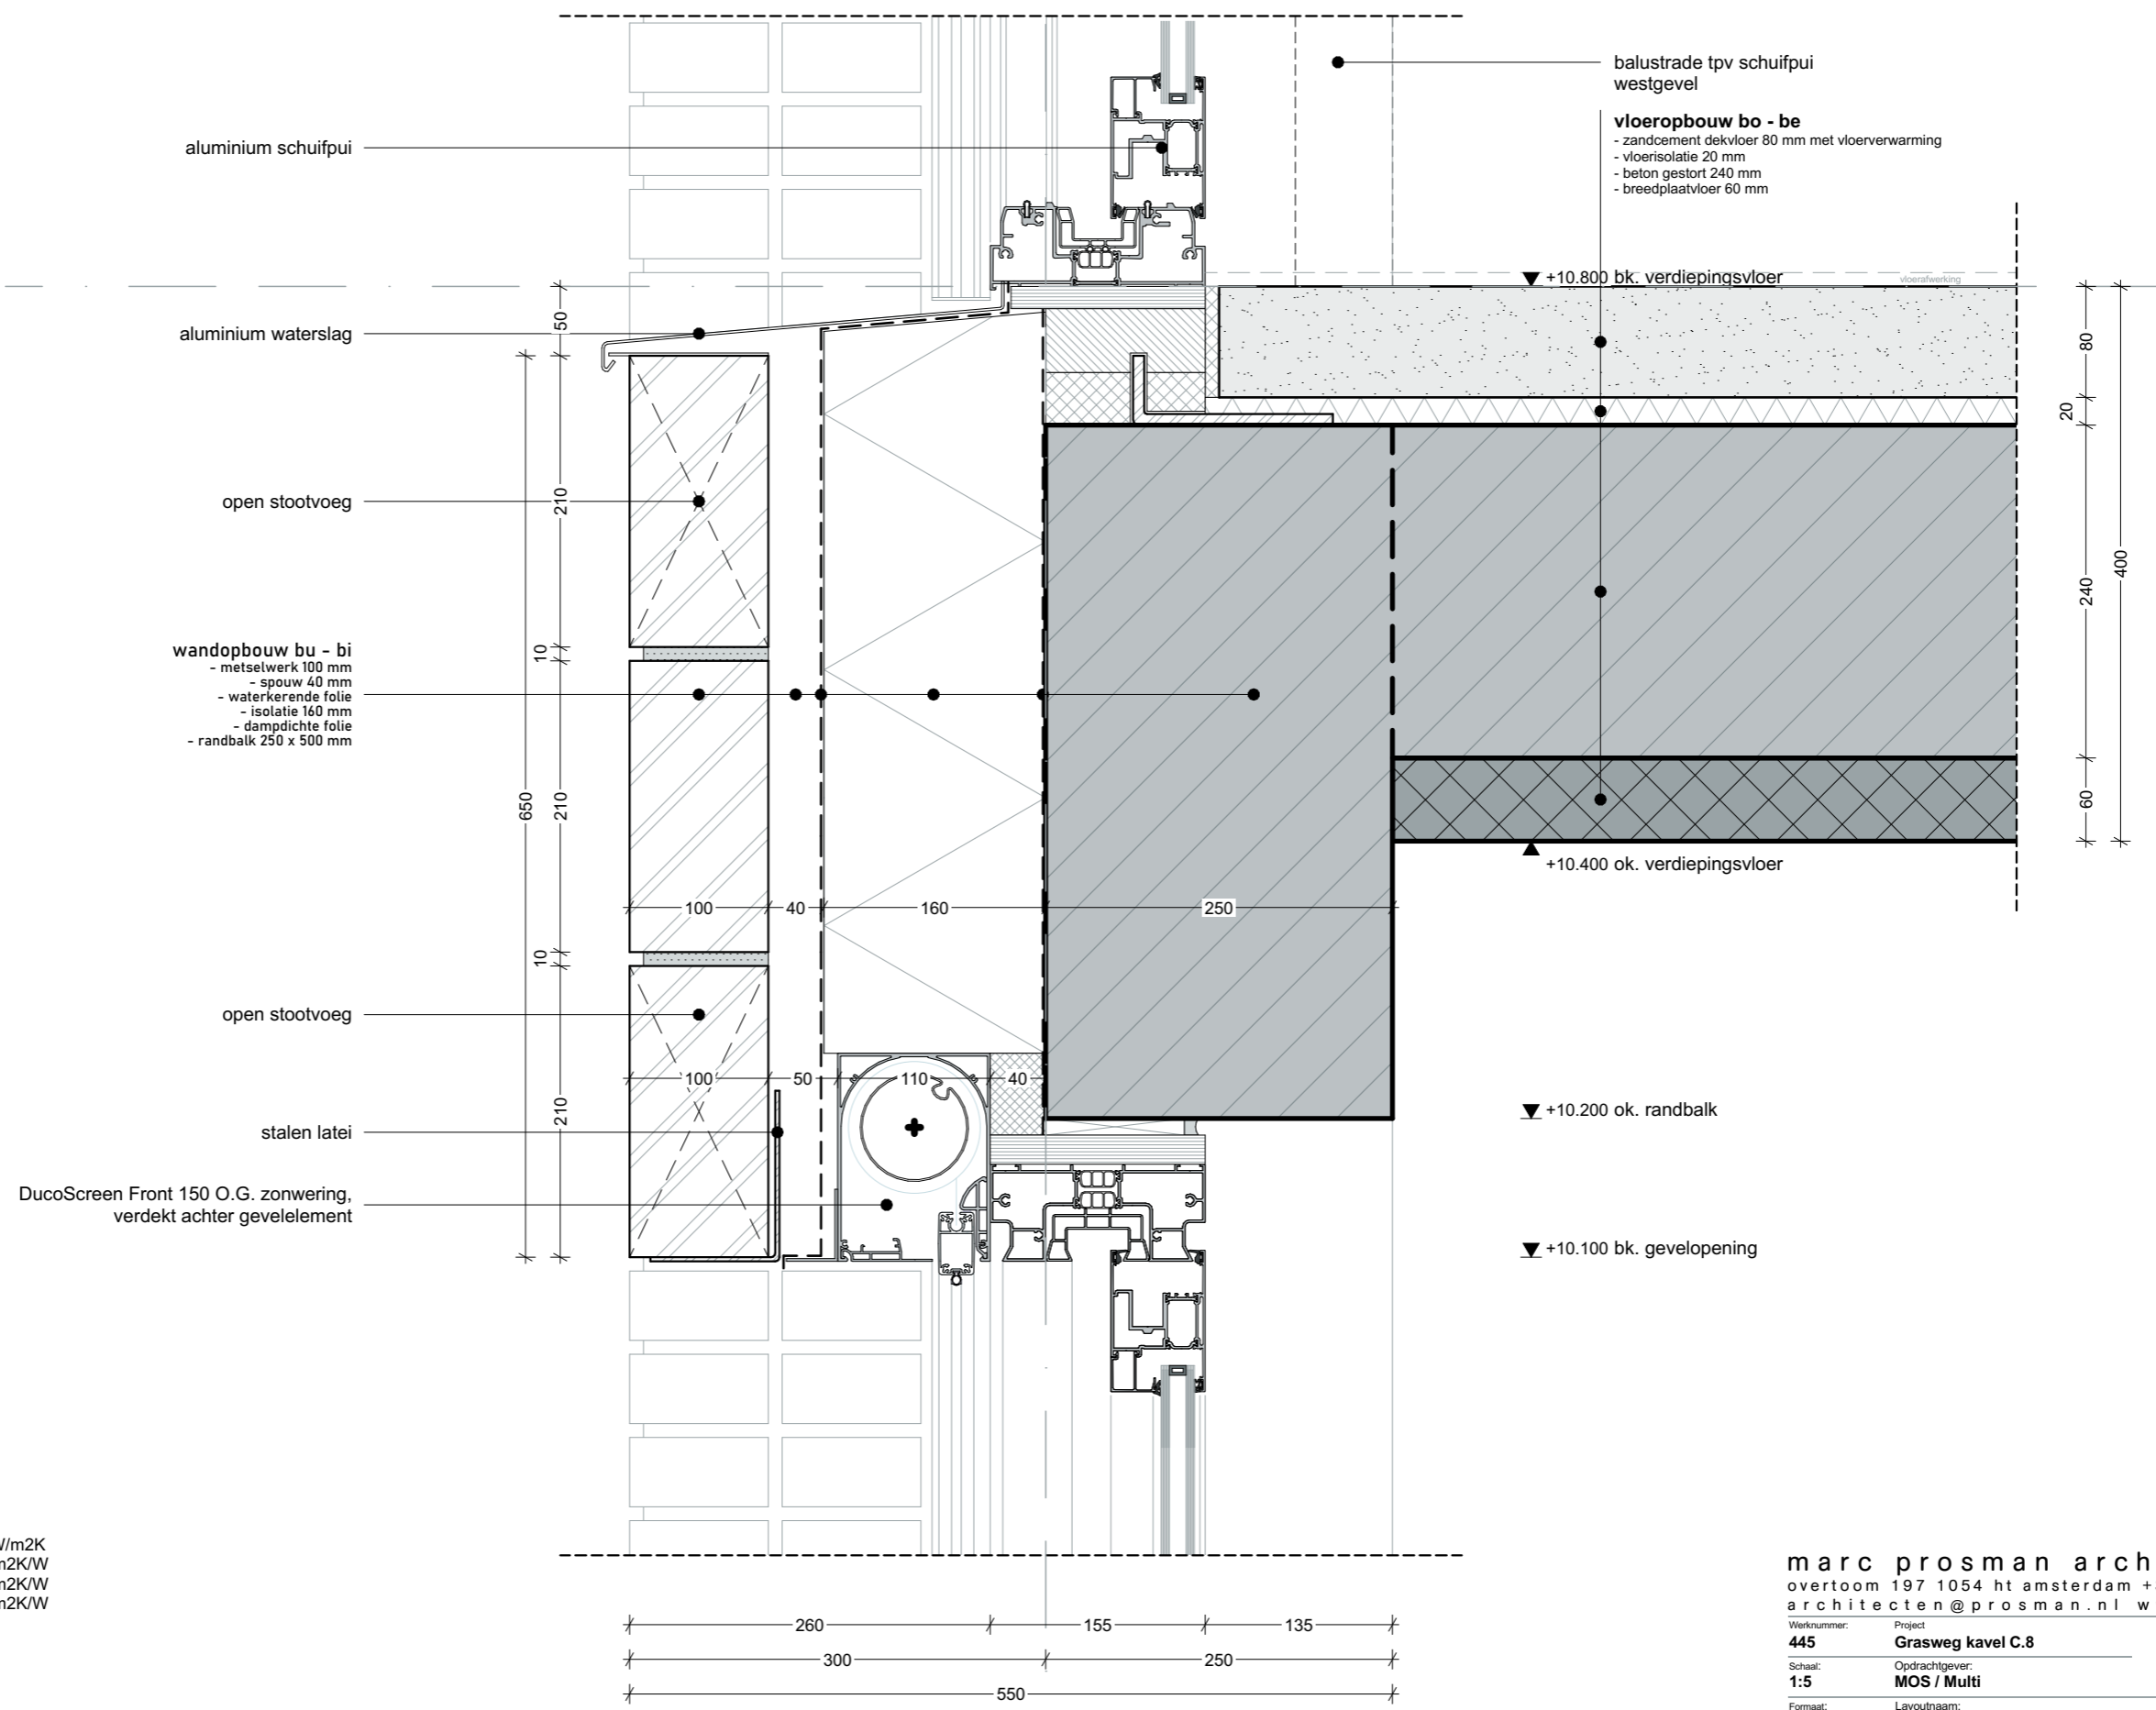 balustrade tpv schuifpui
westgevel
vloeropbouw bo - be
- zandcement dekvloer 80 mm met vloerverwarming
- vloerisolatie 20 mm
- beton gestort 240 mm
- breedplaatvloer 60 mm
aluminium schuifpui
+10.800 bk. verdiepingsvloer
vloerafwerking
aluminium waterslag
50
80
20
open stootvoeg
210
240
400
wandopbouw bu - bi
- metselwerk 100 mm
- spouw 40 mm
- waterkerende folie
- isolatie 160 mm
- dampdichte folie
- randbalk 250 x 500 mm
10
650
210
60
+10.400 ok. verdiepingsvloer
100
40
160
250
10
open stootvoeg
100
50
110
40
210
+10.200 ok. randbalk
stalen latei
DucoScreen Front 150 O.G. zonwering,
verdekt achter gevelelement
+10.100 bk. gevelopening
W/m2K
m2K/W
m2K/W
m2K/W
260
155
135
300
250
550
marc prosman arch
overtoom 197 1054 ht amsterdam +
architecten@prosman.nl w
Werknummer: Project
445 Grasweg kavel C.8
Schaal: Opdrachtgever:
1:5 MOS / Multi
Formaat: Layoutnaam: